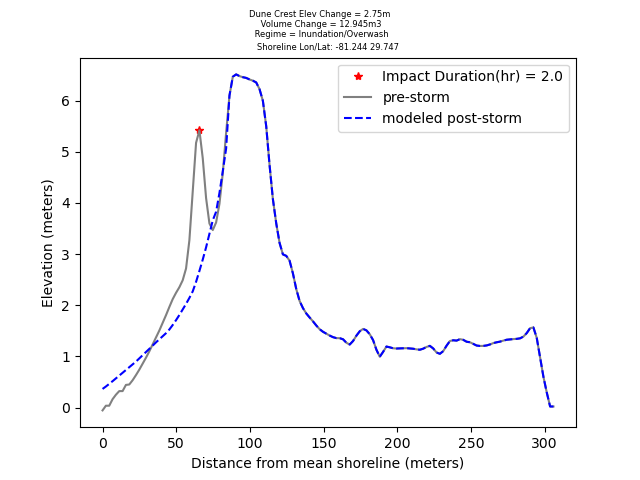 Dune Crest Elev Change = 2.75m
Volume Change = 12.945m3
Regime = Inundation/Overwash
Shoreline Lon/Lat: -81.244 29.747
Impact Duration(hr) = 2.0
pre-storm
modeled post-storm
Elevation (meters)
6
5
4
3
2
1
0
0 50 100 150 200 250 300
Distance from mean shoreline (meters)